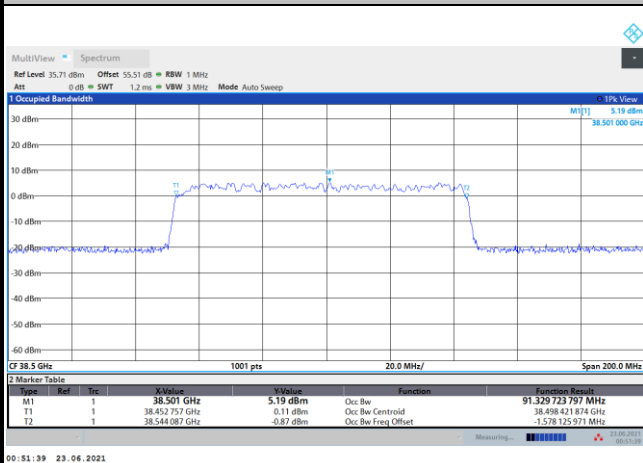 MultiView Spectrum
Ref Level 35.71 dBm Offset 55.51 dB RBW 1 MHz
Att 0 dB SWT 1.2 ms VBW 3 MHz Mode Auto Sweep
1 Occupied Bandwidth 1Pk View
M1[1] 5.19 dBm
38.501 000 GHz
30 dBm
20 dBm
10 dBm
0 dBm
-10 dBm
-20 dBm
-30 dBm
-40 dBm
-50 dBm
-60 dBm
T1
M1
T2
CF 38.5 GHz 1001 pts 20.0 MHz/ Span 200.0 MHz
2 Marker Table
Type Ref Trc X-Value Y-Value Function Function Result
M1 1 38.501 GHz 5.19 dBm Occ Bw 91.329 723 797 MHz
T1 1 38.452 757 GHz 0.11 dBm Occ Bw Centroid 38.498 421 874 GHz
T2 1 38.544 087 GHz -0.87 dBm Occ Bw Freq Offset -1.578 125 971 MHz
Measuring... 23.06.2021
00:51:39
00:51:39 23.06.2021